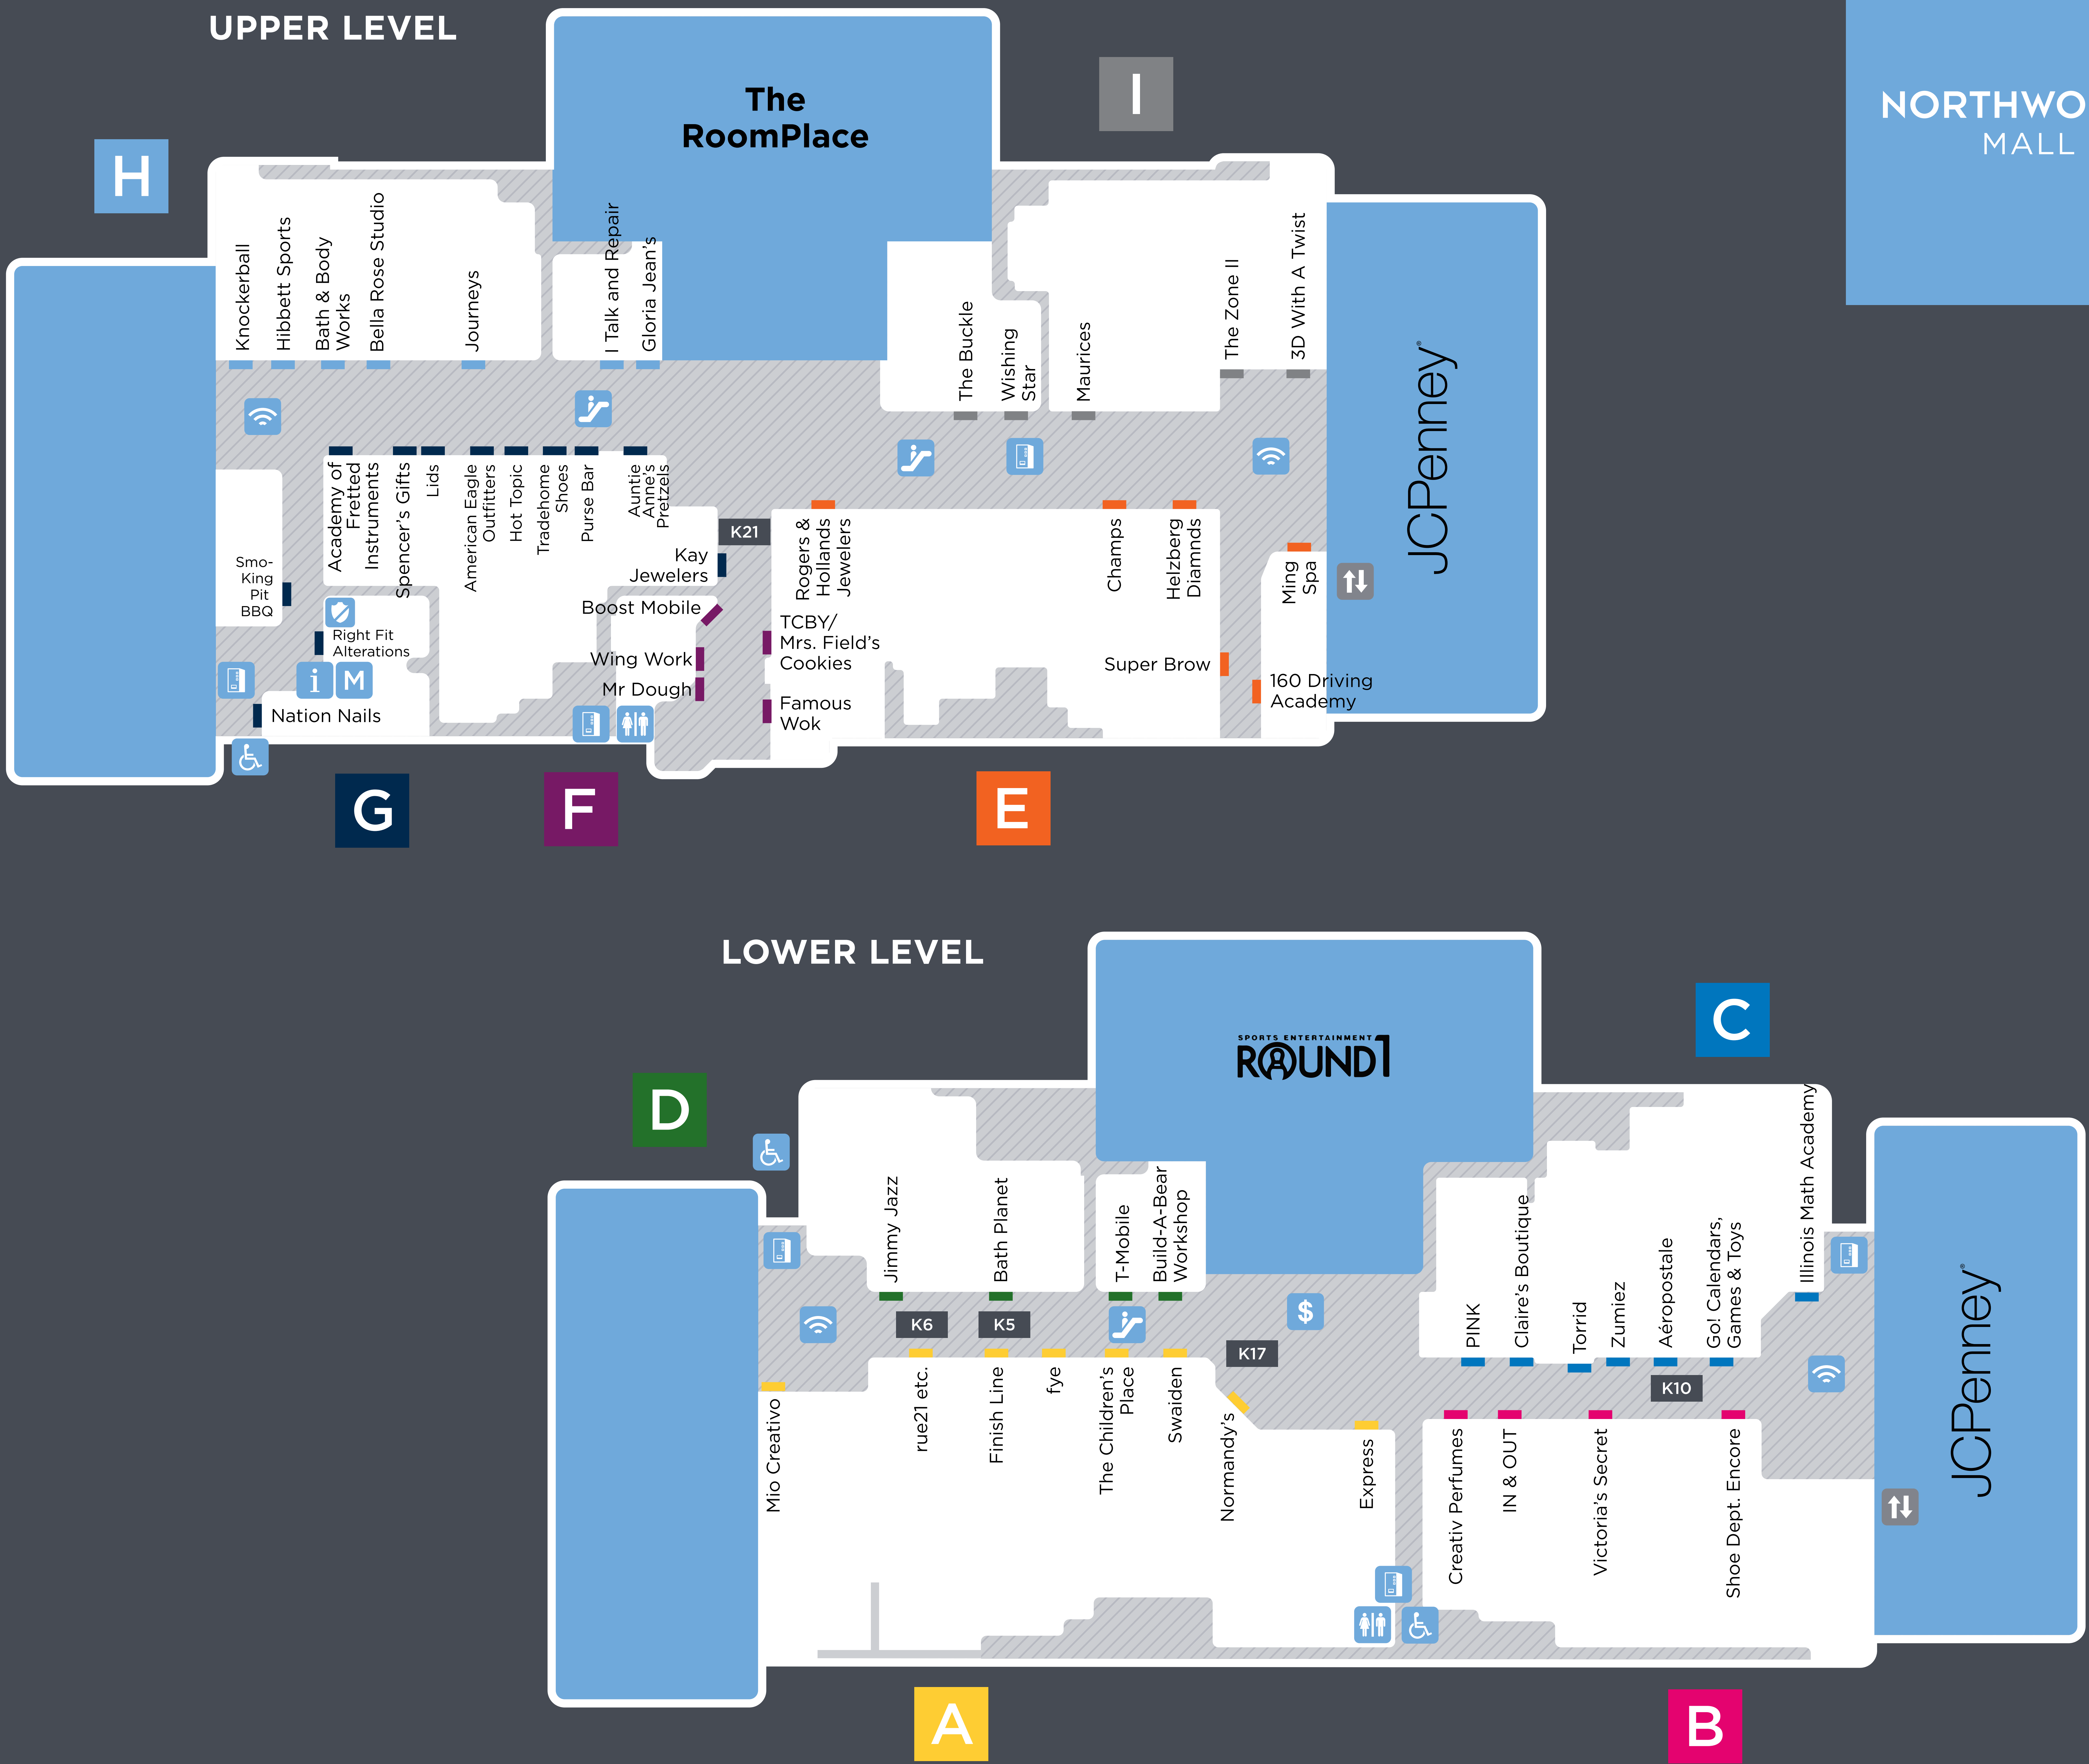 UPPER LEVEL
The
RoomPlace
I
NORTHWO
MALL
H
Knockerball
Hibbett Sports
Bath & Body
Works
Bella Rose Studio
Journeys
I Talk and Repair
Gloria Jean's
The Buckle
Wishing
Star
Maurices
The Zone II
3D With A Twist
JCPenney®
Academy of
Fretted
Instruments
Spencer's Gifts
Lids
American Eagle
Outfitters
Hot Topic
Tradehome
Shoes
Purse Bar
Auntie
Anne's
Pretzels
K21
Kay
Jewelers
Rogers &
Hollands
Jewelers
Champs
Helzberg
Diamnds
Ming
Spa
Smo-
King
Pit
BBQ
Boost Mobile
TCBY/
Mrs. Field's
Cookies
Right Fit
Alterations
Wing Work
Super Brow
i
M
Mr Dough
160 Driving
Academy
Nation Nails
Famous
Wok
G
F
E
LOWER LEVEL
SPORTS ENTERTAINMENT
ROUND1
C
D
Jimmy Jazz
Bath Planet
T-Mobile
Build-A-Bear
Workshop
PINK
Claire's Boutique
Torrid
Zumiez
Aéropostale
Go! Calendars,
Games & Toys
Illinois Math Academy
JCPenney®
K6
K5
$
K17
K10
Mio Creativo
rue21 etc.
Finish Line
fye
The Children's
Place
Swaiden
Normandy's
Express
Creativ Perfumes
IN & OUT
Victoria's Secret
Shoe Dept. Encore
A
B